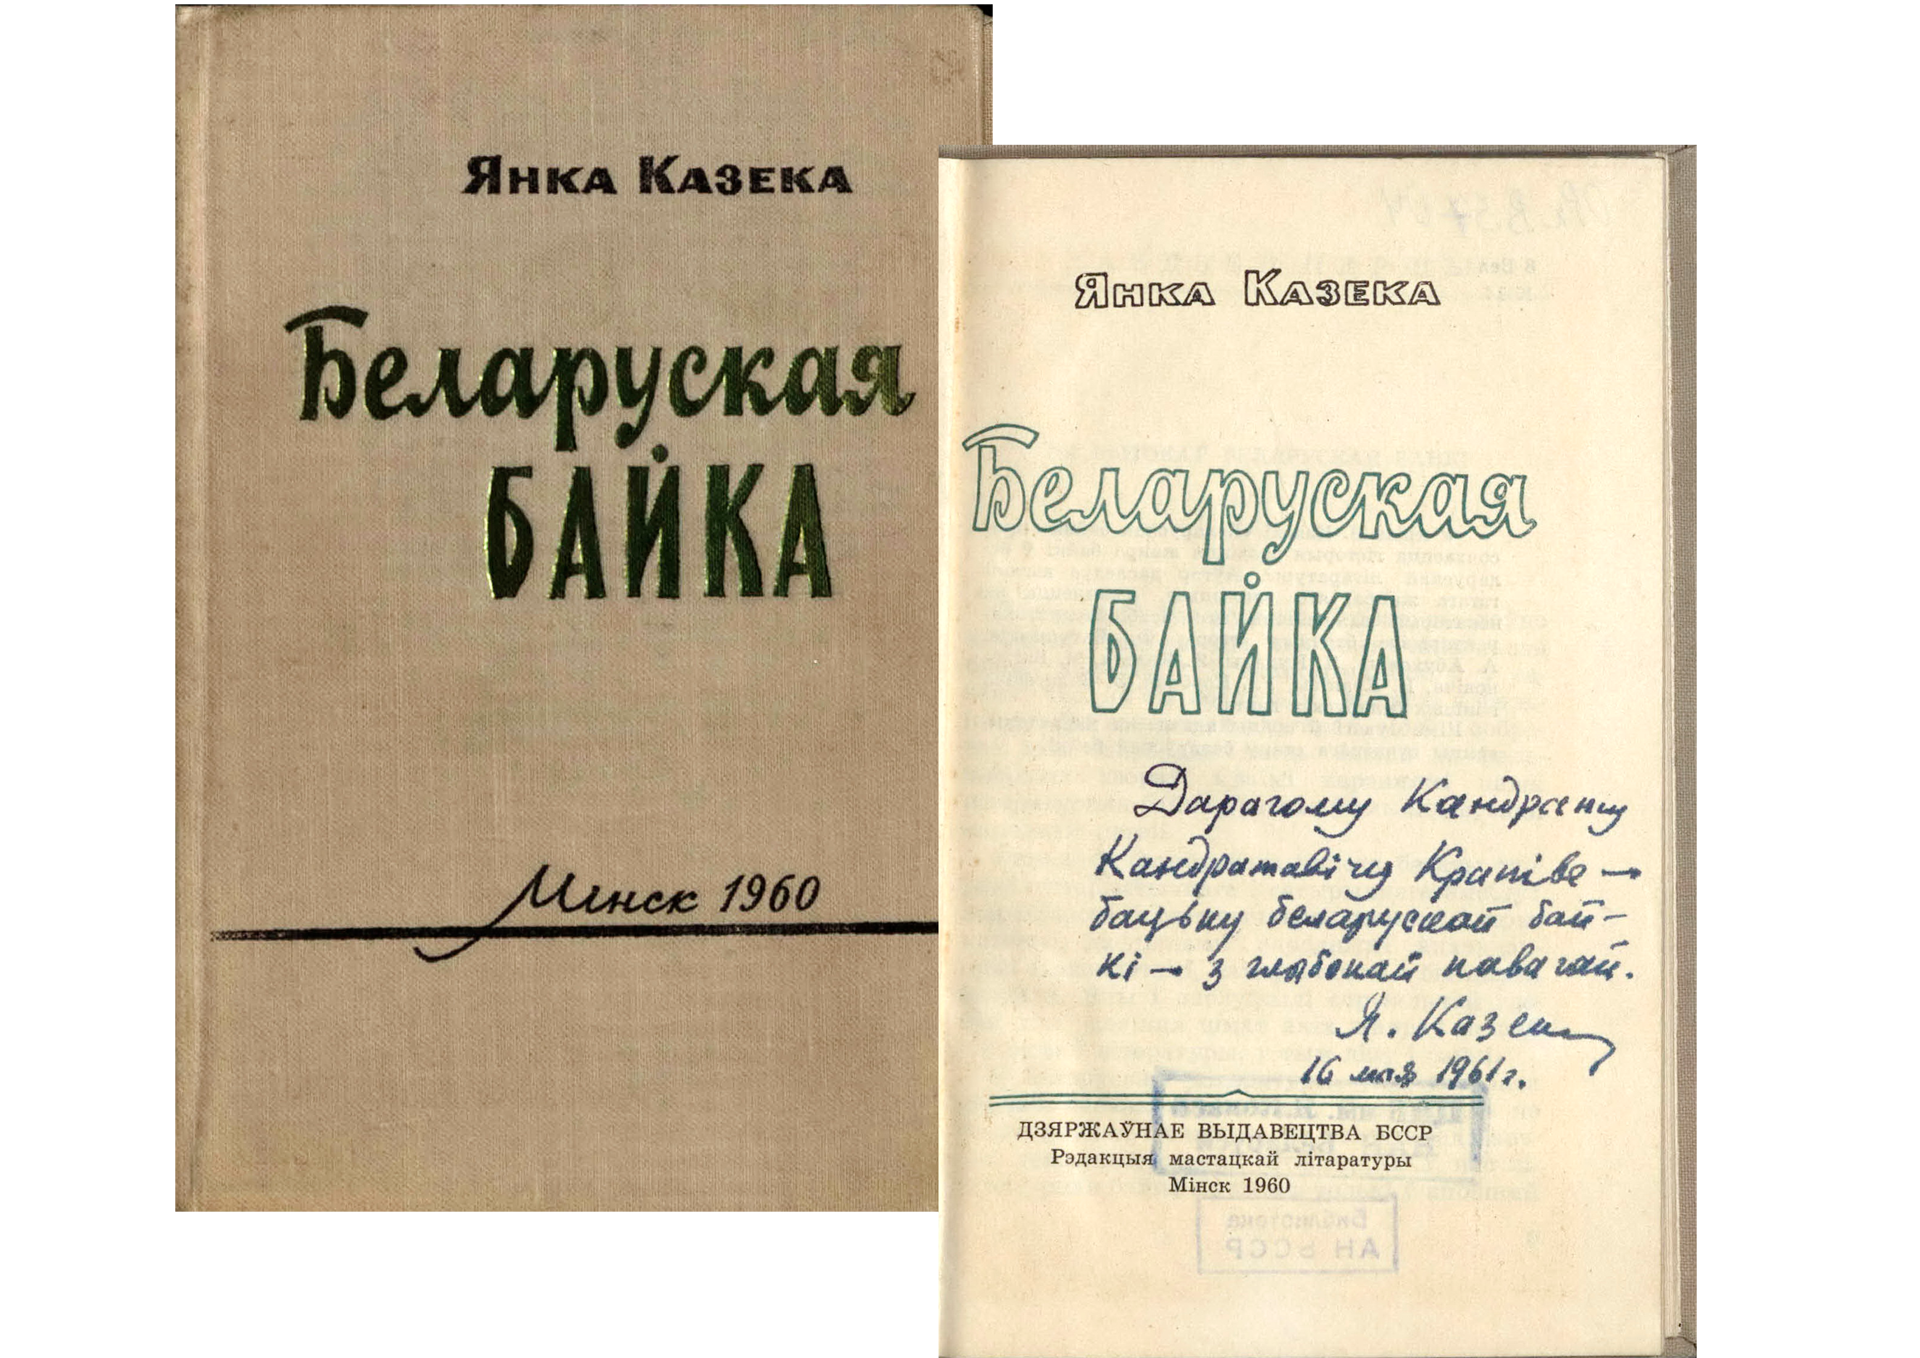 Янка Казека
Беларуская
БАЙКА
Мінск 1960
Янка Казека
Беларуская
БАЙКА
Дарагому Кандрату
Кандратавічу Крапіве —
бацьку беларускай бай-
кі — з глыбокай павагай.
Я. Казека
16 мая 1961 г.
ДЗЯРЖАЎНАЕ ВЫДАВЕЦТВА БССР
Рэдакцыя мастацкай літаратуры
Мінск 1960
Библиотека
АН БССР